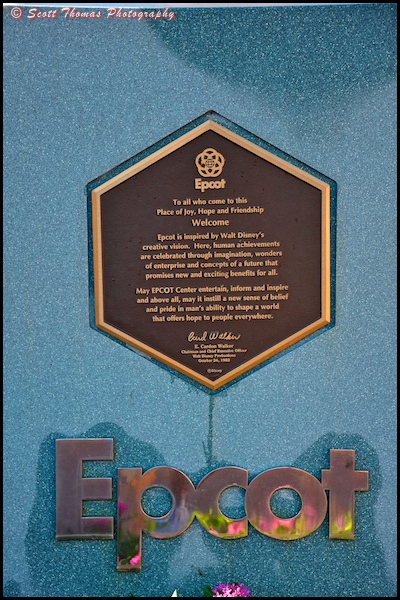 © Scott Thomas Photography
Epcot
To all who come to this
Place of Joy, Hope and Friendship
Welcome
Epcot is inspired by Walt Disney's
creative vision. Here, human achievements
are celebrated through imagination, wonders
of enterprise and concepts of a future that
promises new and exciting benefits for all.
May EPCOT Center entertain, inform and inspire
and above all, may it instill a new sense of belief
and pride in man's ability to shape a world
that offers hope to people everywhere.
Card Walker
E. Cardon Walker
Chairman and Chief Executive Officer
Walt Disney Productions
October 24, 1982
©Disney
Epcot